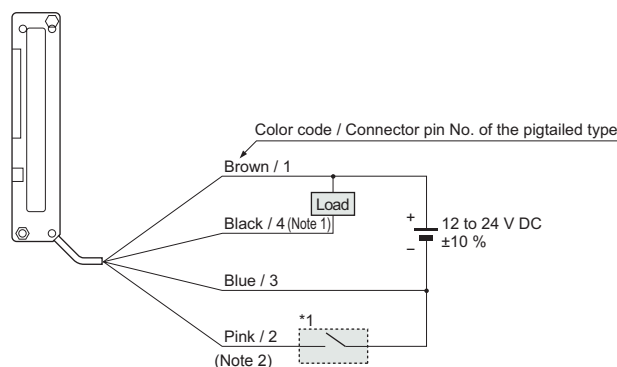 Color code / Connector pin No. of the pigtailed type
Brown / 1
Load
Black / 4 (Note 1)
+
12 to 24 V DC
±10 %
−
Blue / 3
*1
Pink / 2
(Note 2)